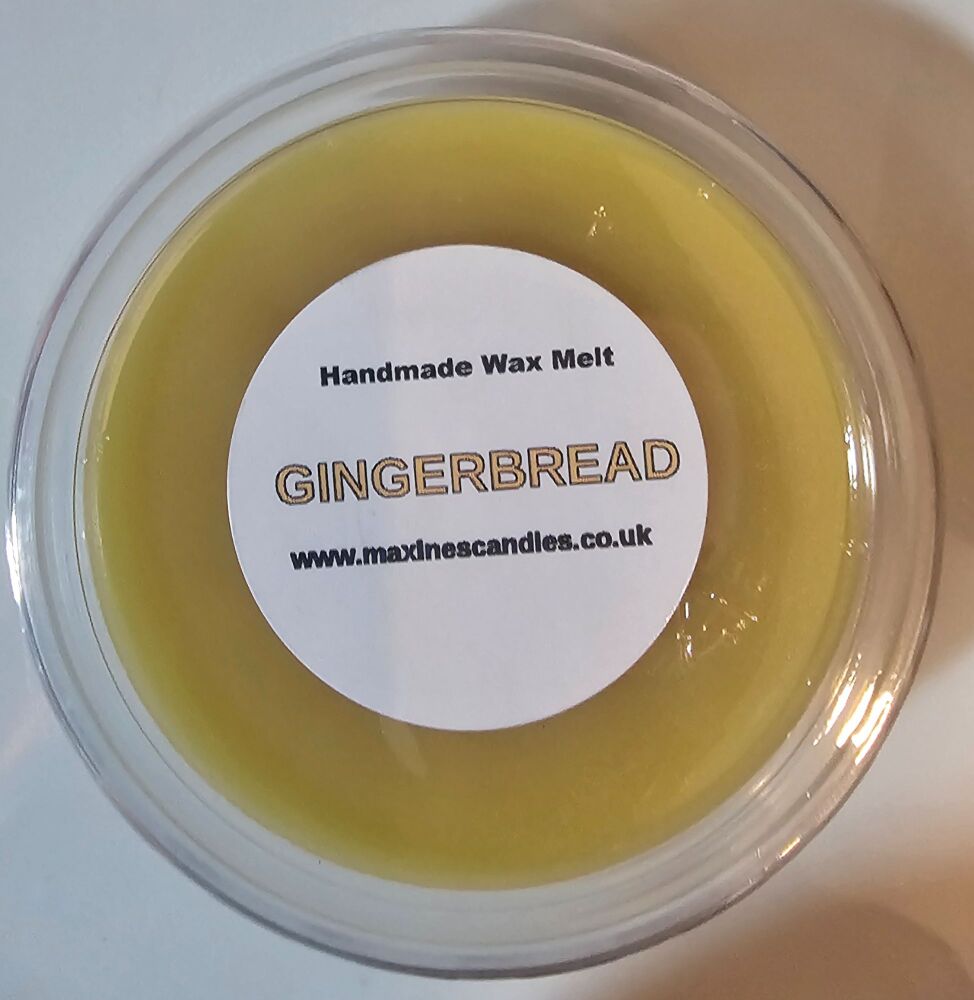 Handmade Wax Melt
GINGERBREAD
www.maxinescandles.co.uk